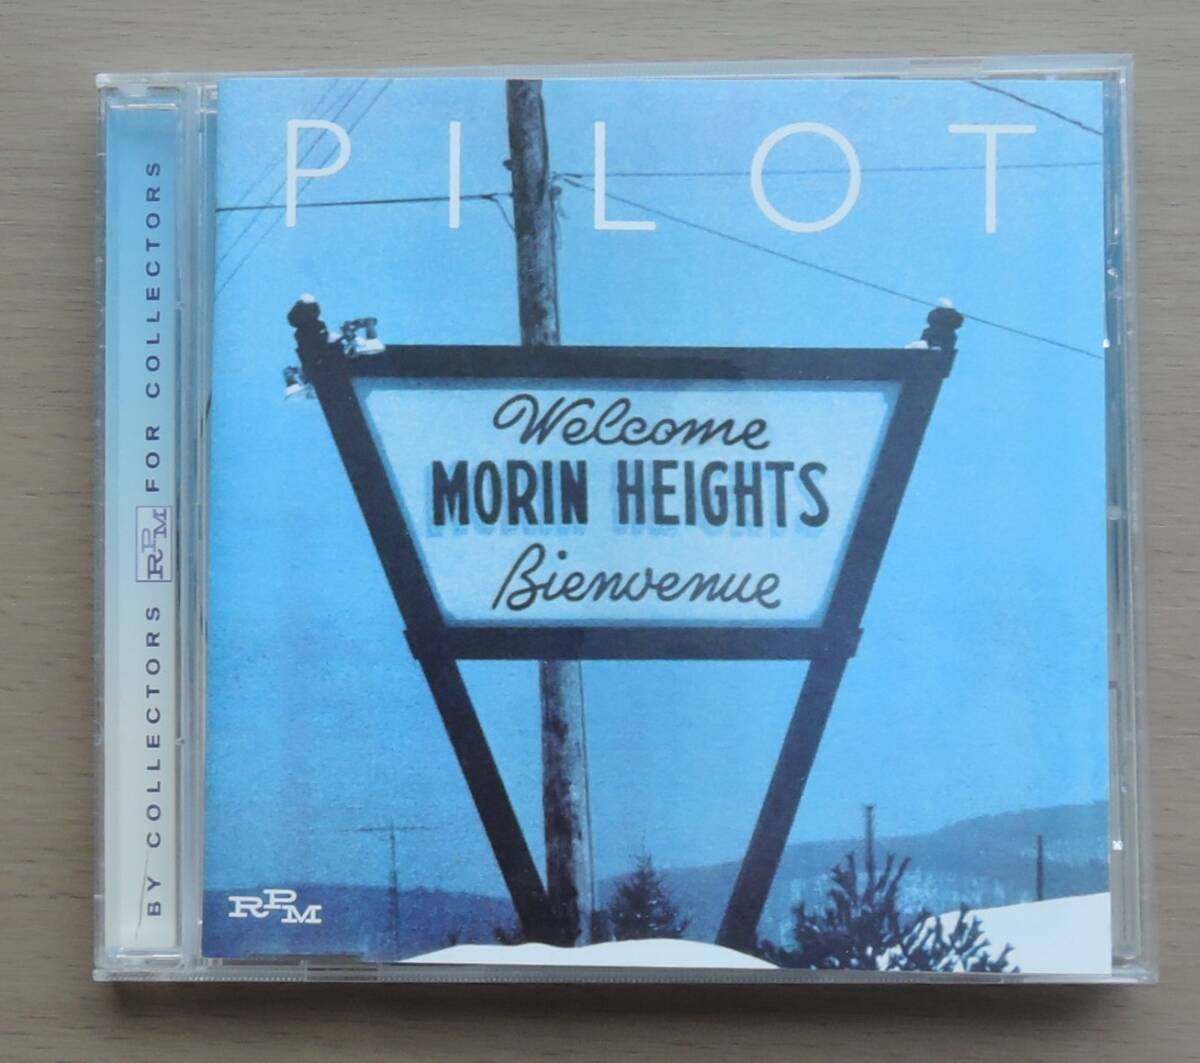 PILOT
Welcome
MORIN HEIGHTS
Bienvenue
RPM
BY COLLECTORS RPM FOR COLLECTORS